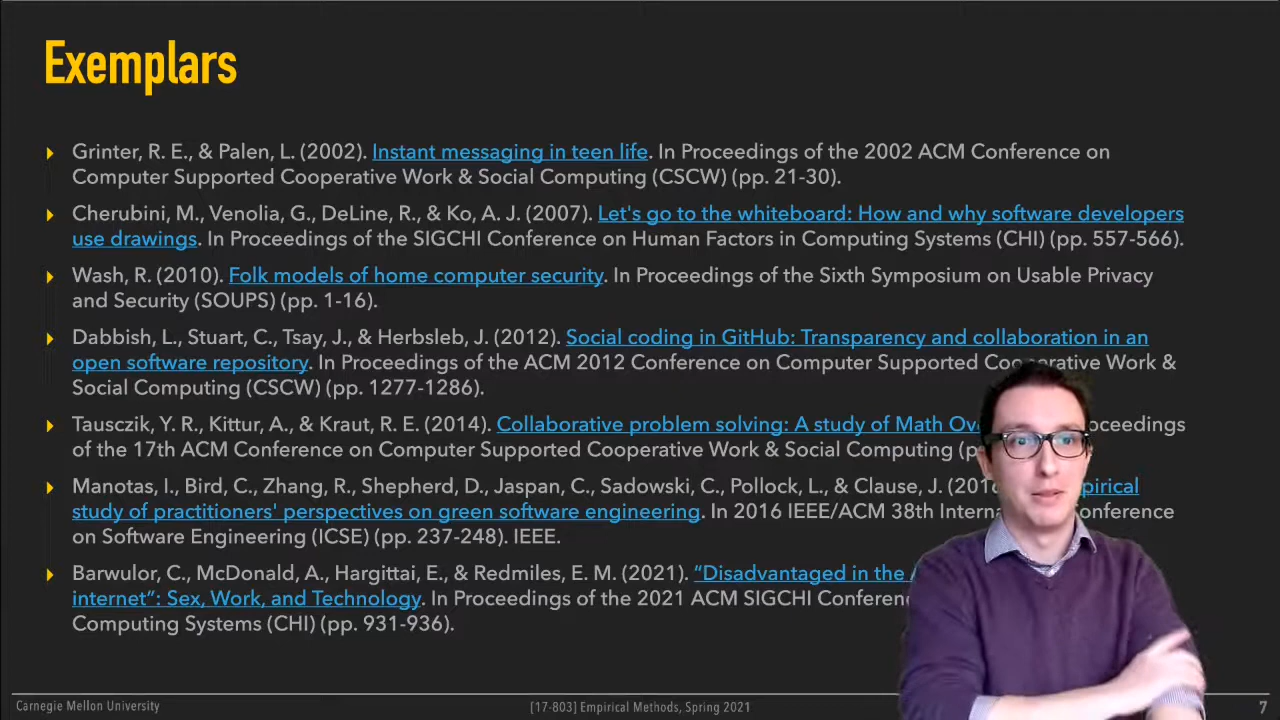 Exemplars
Grinter, R. E., & Palen, L. (2002). Instant messaging in teen life. In Proceedings of the 2002 ACM Conference on
Computer Supported Cooperative Work & Social Computing (CSCW) (pp. 21-30).
Cherubini, M., Venolia, G., DeLine, R., & Ko, A. J. (2007). Let's go to the whiteboard: How and why software developers
use drawings. In Proceedings of the SIGCHI Conference on Human Factors in Computing Systems (CHI) (pp. 557-566).
Wash, R. (2010). Folk models of home computer security. In Proceedings of the Sixth Symposium on Usable Privacy
and Security (SOUPS) (pp. 1-16).
Dabbish, L., Stuart, C., Tsay, J., & Herbsleb, J. (2012). Social coding in GitHub: Transparency and collaboration in an
open software repository. In Proceedings of the ACM 2012 Conference on Computer Supported Cooperative Work &
Social Computing (CSCW) (pp. 1277-1286).
Tausczik, Y. R., Kittur, A., & Kraut, R. E. (2014). Collaborative problem solving: A study of Math
of the 17th ACM Conference on Computer Supported Cooperative Work & Social Computing
Manotas, I., Bird, C., Zhang, R., Shepherd, D., Jaspan, C., Sadowski, C., Pollock, L., & Clause, J.
study of practitioners' perspectives on green software engineering. In 2016 IEEE/ACM 38th Conference
on Software Engineering (ICSE) (pp. 237-248). IEEE.
Barwulor, C., McDonald, A., Hargittai, E., & Redmiles, E. M. (2021). “Disadvantaged in the
internet”: Sex, Work, and Technology. In Proceedings of the 2021 ACM SIGCHI
Computing Systems (CHI) (pp. 931-936).
Carnegie Mellon University
[17-803] Empirical Methods, Spring 2021
7